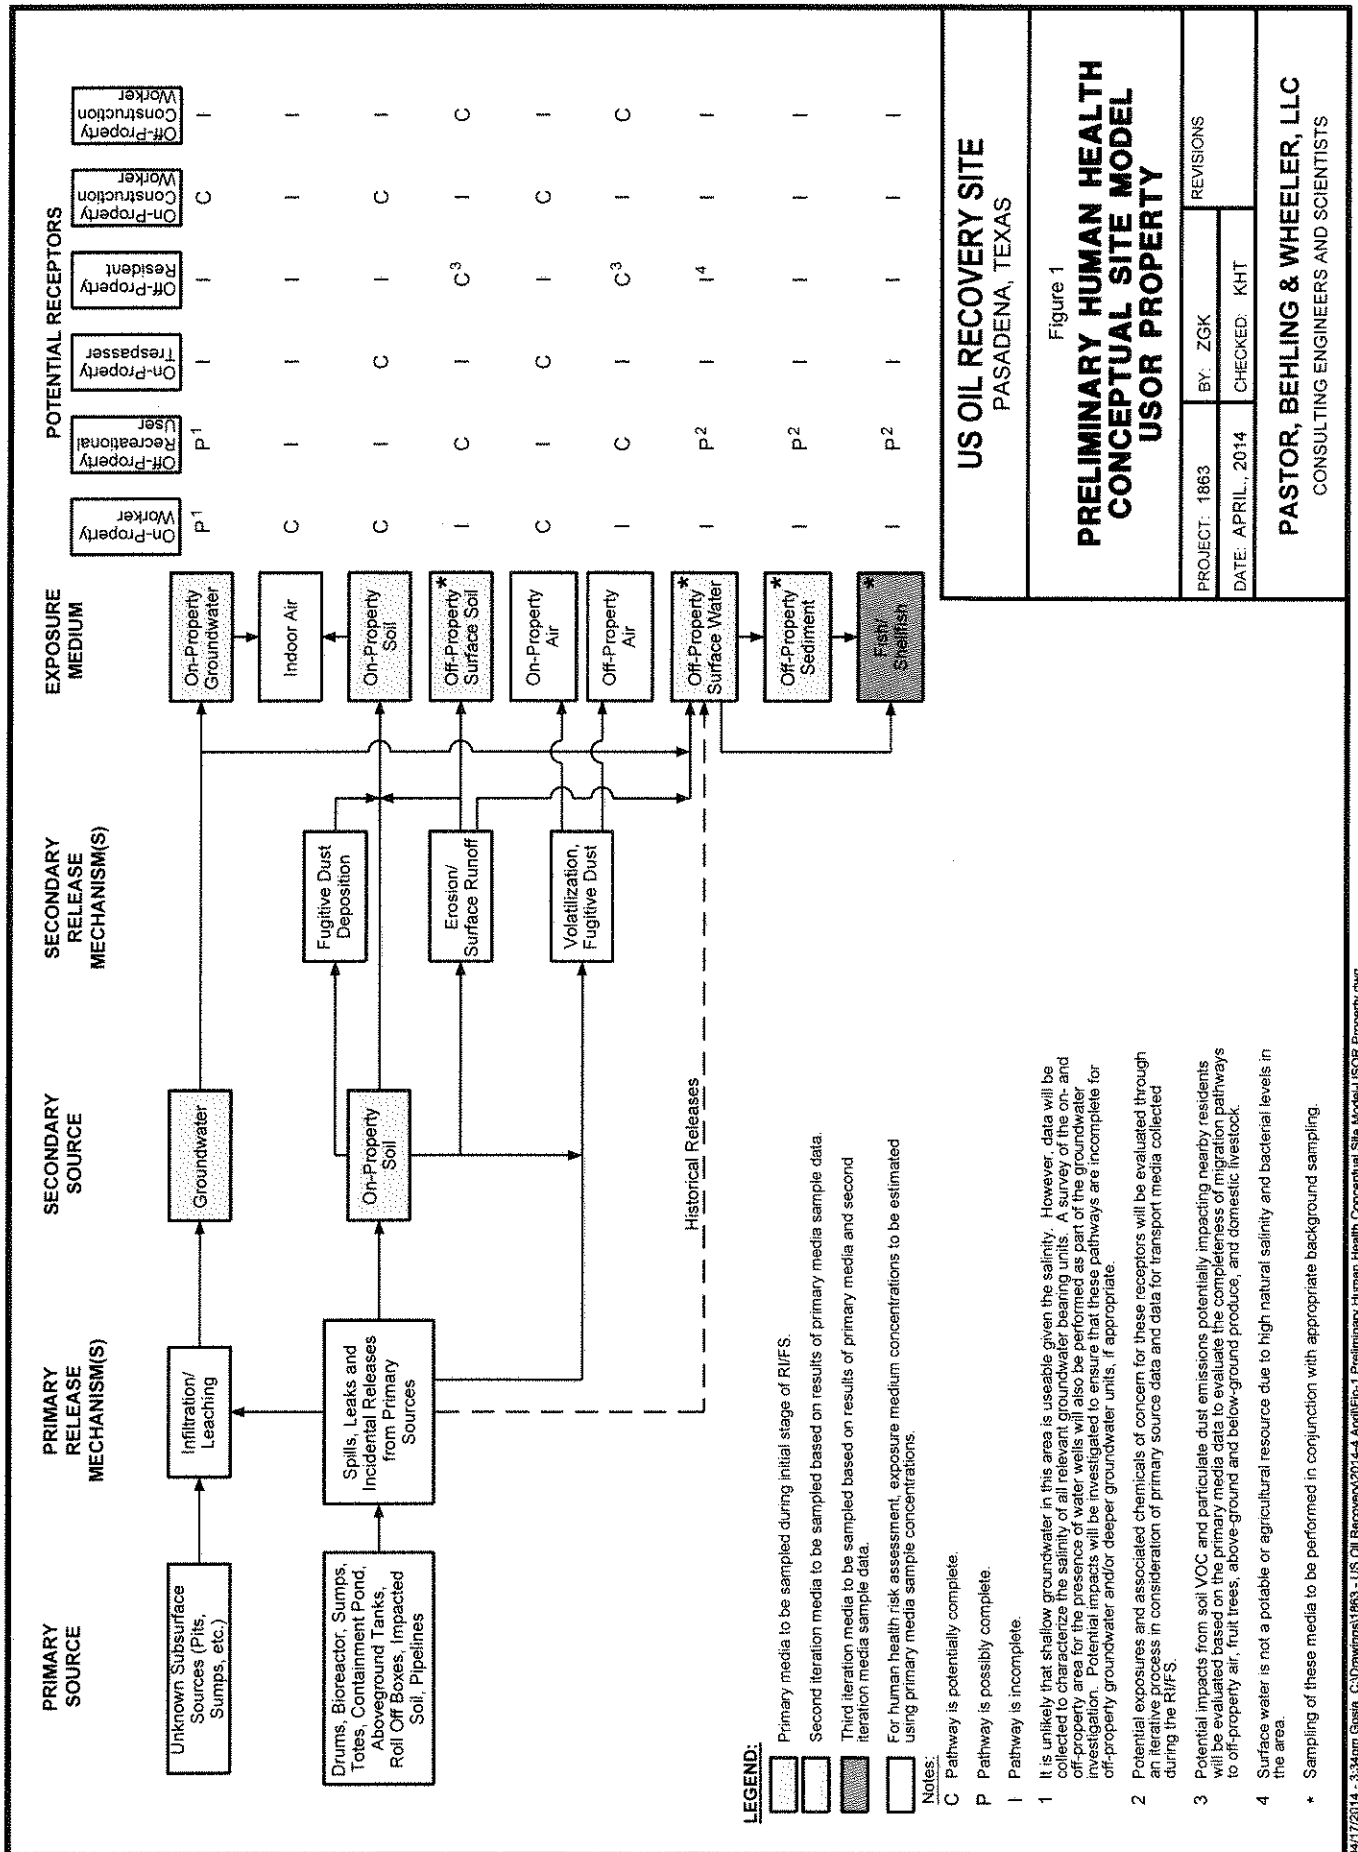 PRIMARY
SOURCE
PRIMARY
RELEASE
MECHANISM(S)
SECONDARY
SOURCE
SECONDARY
RELEASE
MECHANISM(S)
EXPOSURE
MEDIUM
POTENTIAL RECEPTORS
On-Property
Worker
Off-Property
Recreational
User
On-Property
Trespasser
Off-Property
Resident
On-Property
Construction
Worker
Off-Property
Construction
Worker
Unknown Subsurface
Sources (Pits,
Sumps, etc.)
Infiltration/
Leaching
Groundwater
On-Property
Groundwater
P1 P1 I I C I
Indoor Air
C I I I I I
Drums, Bioreactor, Sumps,
Totes, Containment Pond,
Aboveground Tanks,
Roll Off Boxes, Impacted
Soil, Pipelines
Spills, Leaks and
Incidental Releases
from Primary
Sources
On-Property
Soil
Fugitive Dust
Deposition
On-Property
Soil
C I C I C I
Erosion/
Surface Runoff
Off-Property
Surface Soil
*
I C I C3 I C
Volatilization,
Fugitive Dust
On-Property
Air
C I C I C I
Off-Property
Air
I C I C3 I C
Historical Releases
Off-Property
Surface Water
*
I P2 I I4 I I
Off-Property
Sediment
*
I P2 I I I I
Fish/
Shellfish
*
I P2 I I I I
LEGEND:
Primary media to be sampled during initial stage of RI/FS.
Second iteration media to be sampled based on results of primary media sample data.
Third iteration media to be sampled based on results of primary media and second
iteration media sample data.
For human health risk assessment, exposure medium concentrations to be estimated
using primary media sample concentrations.
Notes:
C Pathway is potentially complete.
P Pathway is possibly complete.
I Pathway is incomplete.
1 It is unlikely that shallow groundwater in this area is useable given the salinity. However, data will be
collected to characterize the salinity of all relevant groundwater bearing units. A survey of the on- and
off-property area for the presence of water wells will also be performed as part of the groundwater
investigation. Potential impacts will be investigated to ensure that these pathways are incomplete for
off-property groundwater and/or deeper groundwater units, if appropriate.
2 Potential exposures and associated chemicals of concern for these receptors will be evaluated through
an iterative process in consideration of primary source data and data for transport media collected
during the RI/FS.
3 Potential impacts from soil VOC and particulate dust emissions potentially impacting nearby residents
will be evaluated based on the primary media data to evaluate the completeness of migration pathways
to off-property air, fruit trees, above-ground and below-ground produce, and domestic livestock.
4 Surface water is not a potable or agricultural resource due to high natural salinity and bacterial levels in
the area.
* Sampling of these media to be performed in conjunction with appropriate background sampling.
US OIL RECOVERY SITE
PASADENA, TEXAS
Figure 1
PRELIMINARY HUMAN HEALTH
CONCEPTUAL SITE MODEL
USOR PROPERTY
PROJECT: 1863
BY: ZGK
REVISIONS
DATE: APRIL, 2014
CHECKED: KHT
PASTOR, BEHLING & WHEELER, LLC
CONSULTING ENGINEERS AND SCIENTISTS